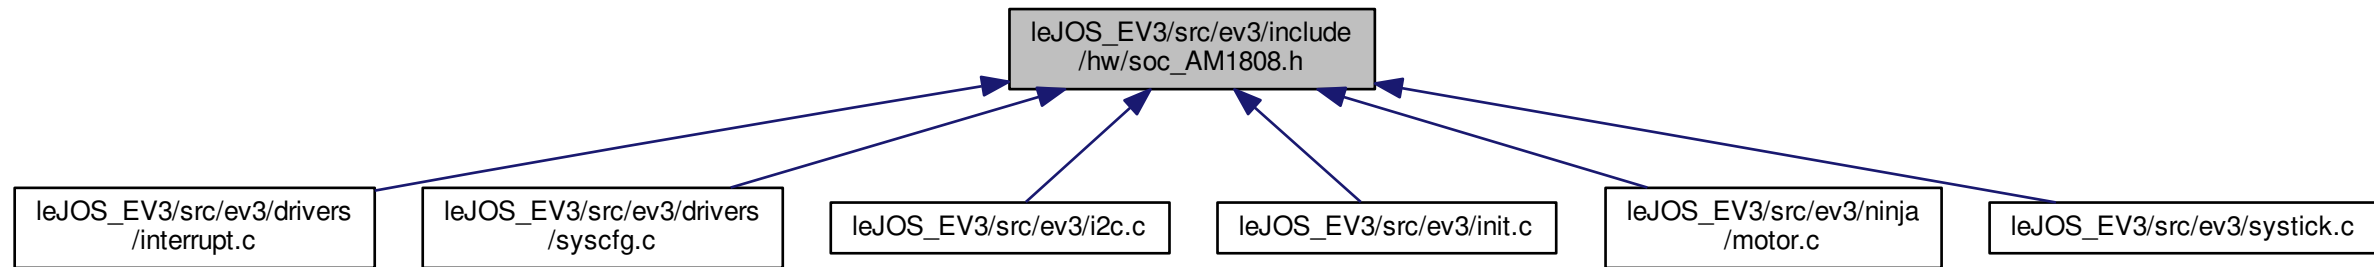 leJOS_EV3/src/ev3/include
/hw/soc_AM1808.h
leJOS_EV3/src/ev3/drivers
/interrupt.c
leJOS_EV3/src/ev3/drivers
/syscfg.c
leJOS_EV3/src/ev3/i2c.c
leJOS_EV3/src/ev3/init.c
leJOS_EV3/src/ev3/ninja
/motor.c
leJOS_EV3/src/ev3/systick.c